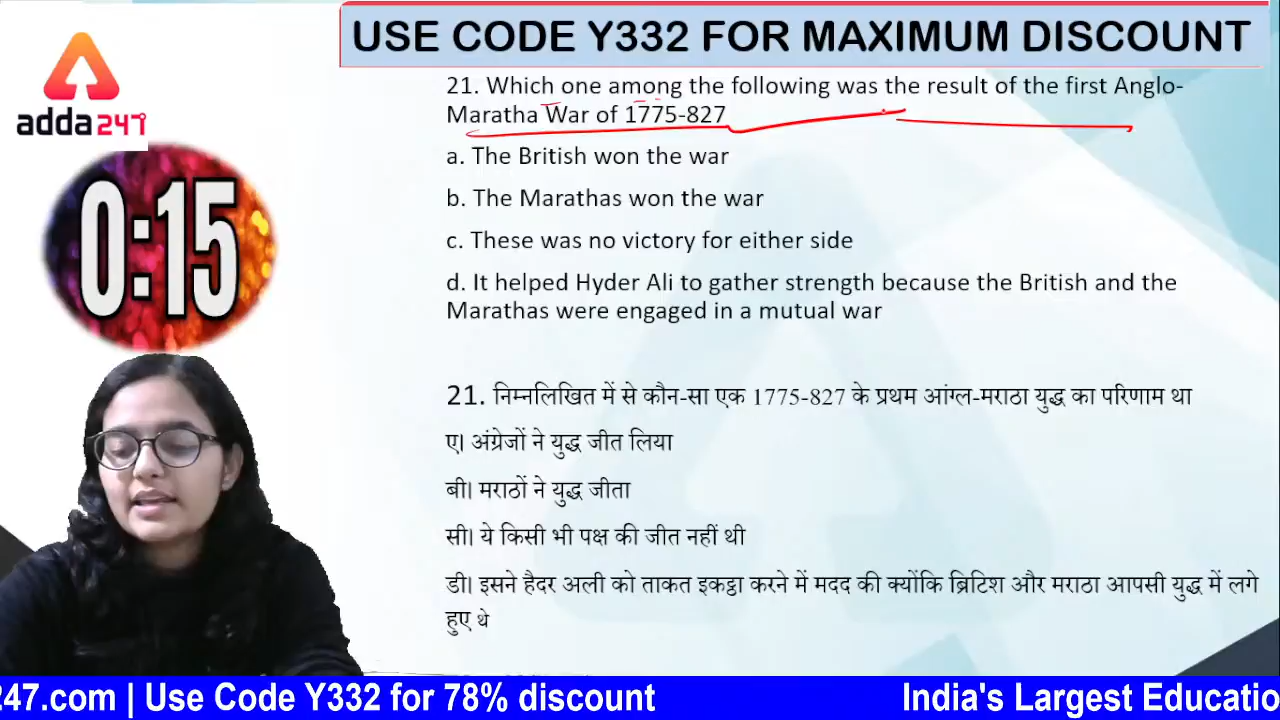 USE CODE Y332 FOR MAXIMUM DISCOUNT
adda247
0:15
21. Which one among the following was the result of the first Anglo-
Maratha War of 1775-827
a. The British won the war
b. The Marathas won the war
c. These was no victory for either side
d. It helped Hyder Ali to gather strength because the British and the
Marathas were engaged in a mutual war
21. निम्नलिखित में से कौन-सा एक 1775-827 के प्रथम आंग्ल-मराठा युद्ध का परिणाम था
ए। अंग्रेजों ने युद्ध जीत लिया
बी। मराठों ने युद्ध जीता
सी। ये किसी भी पक्ष की जीत नहीं थी
डी। इसने हैदर अली को ताकत इकट्ठा करने में मदद की क्योंकि ब्रिटिश और मराठा आपसी युद्ध में लगे
हुए थे
247.com | Use Code Y332 for 78% discount India's Largest Educatio